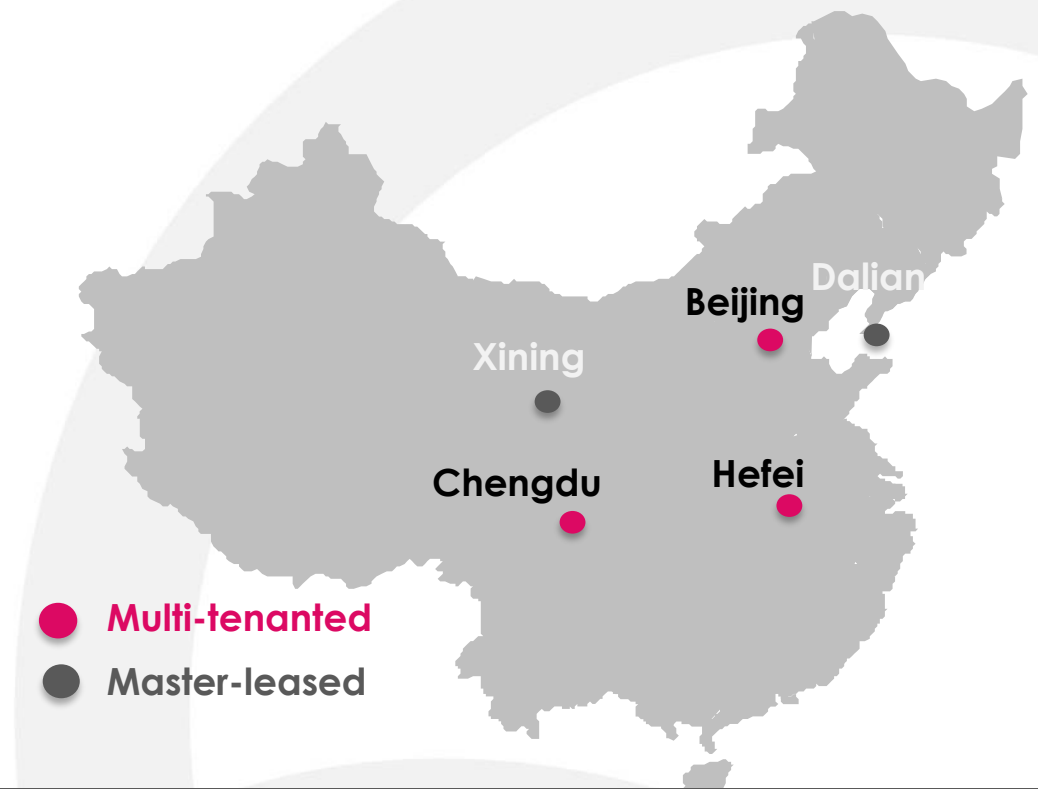 Dalian
Beijing
Xining
Hefei
Chengdu
Multi-tenanted
Master-leased